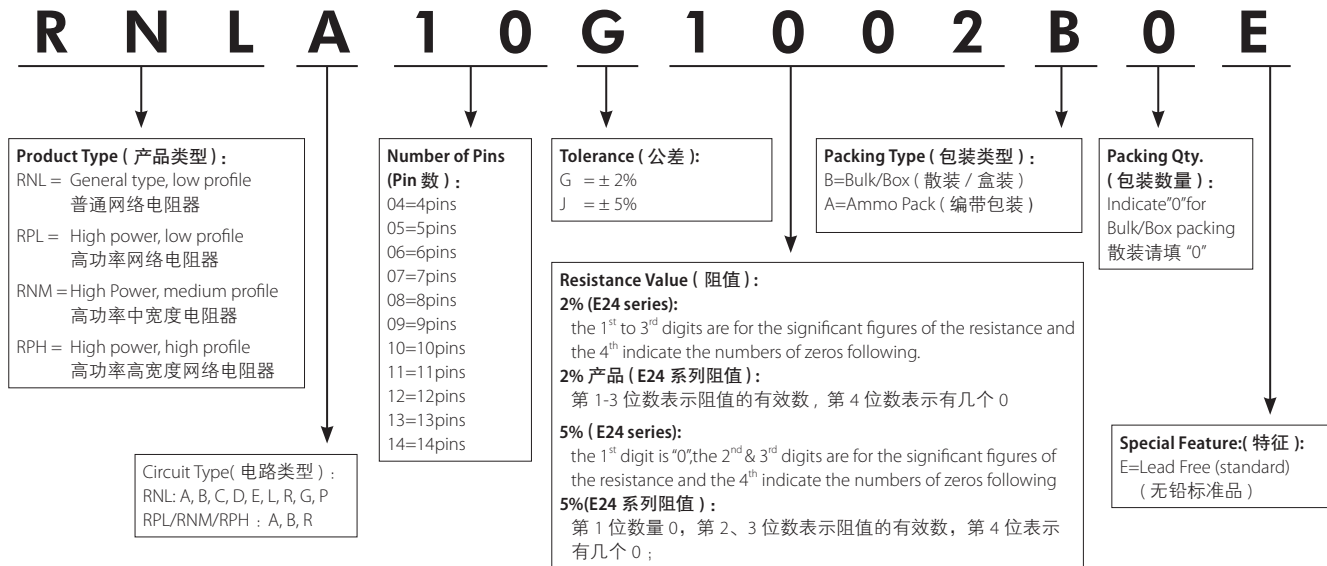 R N L A 1 0 G 1 0 0 2 B 0 E
Product Type ( 产品类型 ) :
RNL = General type, low profile
普通网络电阻器
RPL = High power, low profile
高功率网络电阻器
RNM = High Power, medium profile
高功率中宽度电阻器
RPH = High power, high profile
高功率高宽度网络电阻器
Circuit Type( 电路类型 ) :
RNL: A, B, C, D, E, L, R, G, P
RPL/RNM/RPH : A, B, R
Number of Pins
(Pin 数 ) :
04=4pins
05=5pins
06=6pins
07=7pins
08=8pins
09=9pins
10=10pins
11=11pins
12=12pins
13=13pins
14=14pins
Tolerance ( 公差 ):
G = ± 2%
J = ± 5%
Resistance Value ( 阻值 ) :
2% (E24 series):
the 1st to 3rd digits are for the significant figures of the resistance and
the 4th indicate the numbers of zeros following.
2% 产品 ( E24 系列阻值 ) :
第 1-3 位数表示阻值的有效数 , 第 4 位数表示有几个 0
5% ( E24 series):
the 1st digit is "0",the 2nd & 3rd digits are for the significant figures of
the resistance and the 4th indicate the numbers of zeros following
5%(E24 系列阻值 ) :
第 1 位数量 0，第 2、3 位数表示阻值的有效数，第 4 位表示
有几个 0 ;
Packing Type ( 包装类型 ) :
B=Bulk/Box ( 散装 / 盒装 )
A=Ammo Pack ( 编带包装 )
Packing Qty.
( 包装数量 ) :
Indicate"0"for
Bulk/Box packing
散装请填 "0"
Special Feature:( 特征 ):
E=Lead Free (standard)
( 无铅标准品 )